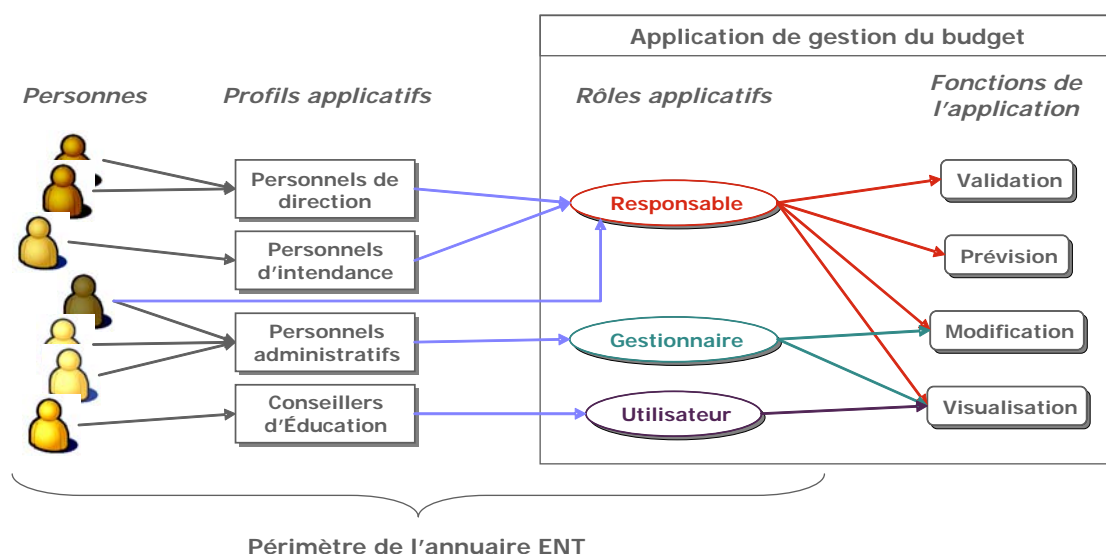 Application de gestion du budget
Personnes
Profils applicatifs
Rôles applicatifs
Fonctions de
l'application
Personnels de
direction
Responsable
Validation
Personnels
d'intendance
Prévision
Personnels
administratifs
Gestionnaire
Modification
Conseillers
d'Éducation
Utilisateur
Visualisation
Périmètre de l'annuaire ENT